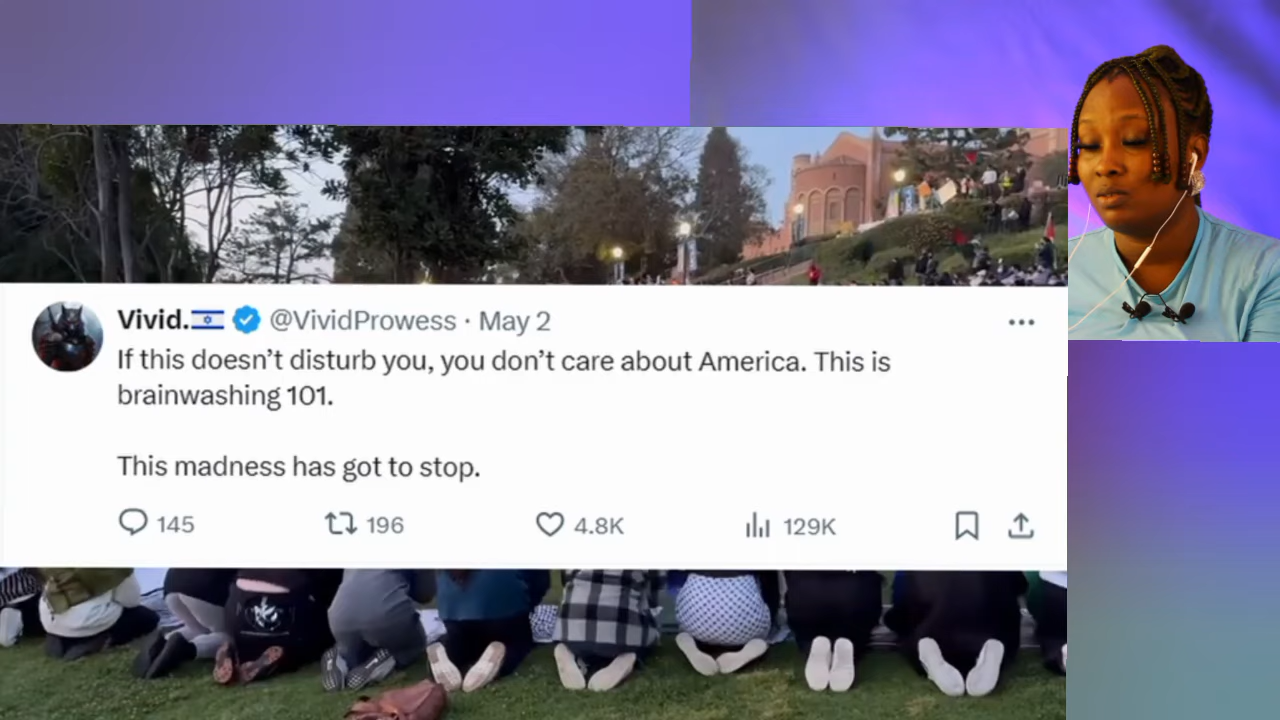 Vivid.🇮🇱 @VividProwess · May 2
If this doesn't disturb you, you don't care about America. This is
brainwashing 101.
This madness has got to stop.
145 196 4.8K 129K